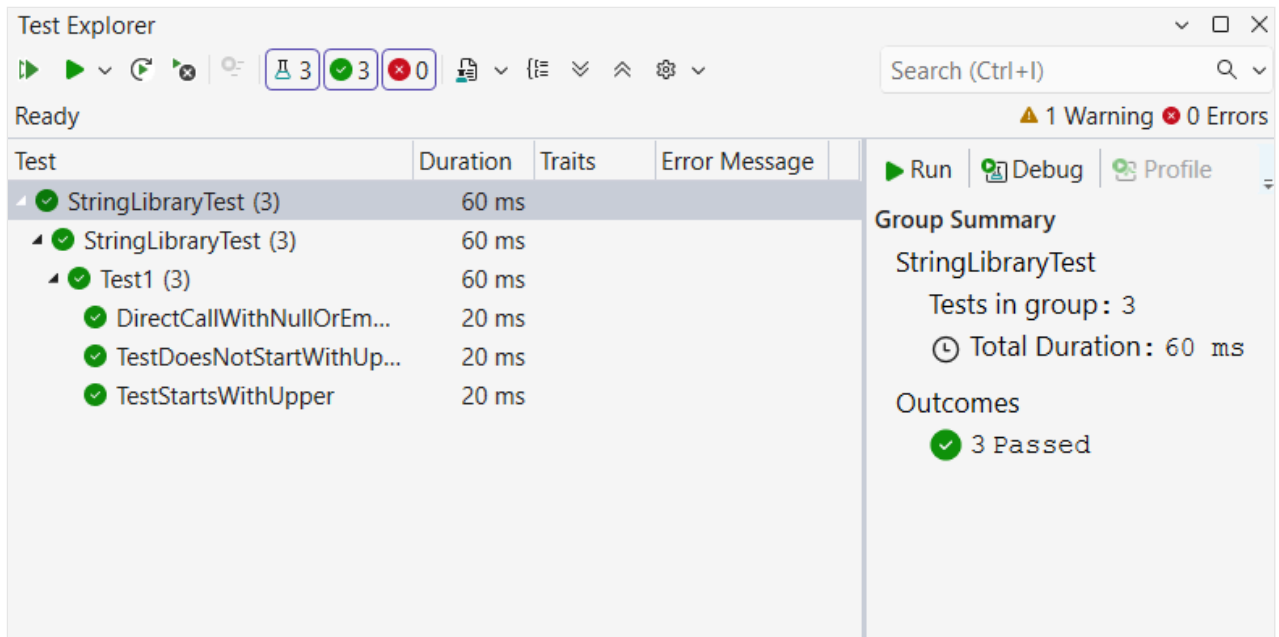 Test Explorer
3 3 0 Search (Ctrl+I)
Ready 1 Warning 0 Errors
Test Duration Traits Error Message
StringLibraryTest (3) 60 ms
StringLibraryTest (3) 60 ms
Test1 (3) 60 ms
DirectCallWithNullOrEm... 20 ms
TestDoesNotStartWithUp... 20 ms
TestStartsWithUpper 20 ms
Run Debug Profile
Group Summary
StringLibraryTest
Tests in group: 3
Total Duration: 60 ms
Outcomes
3 Passed